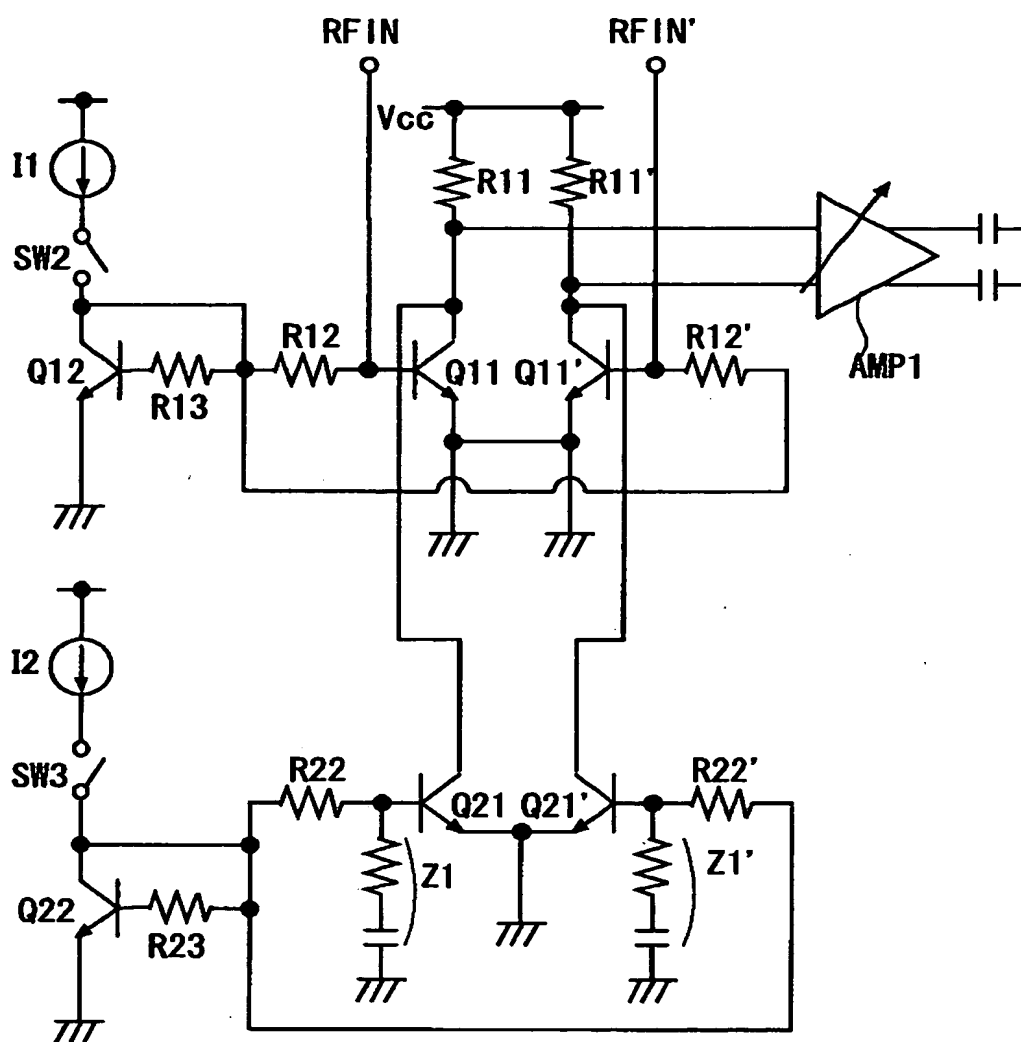 RFIN
RFIN'
Vcc
I1
R11
R11'
SW2
R12
R12'
Q12
R13
Q11
Q11'
AMP1
I2
SW3
R22
R22'
Q21
Q21'
Z1
Z1'
Q22
R23